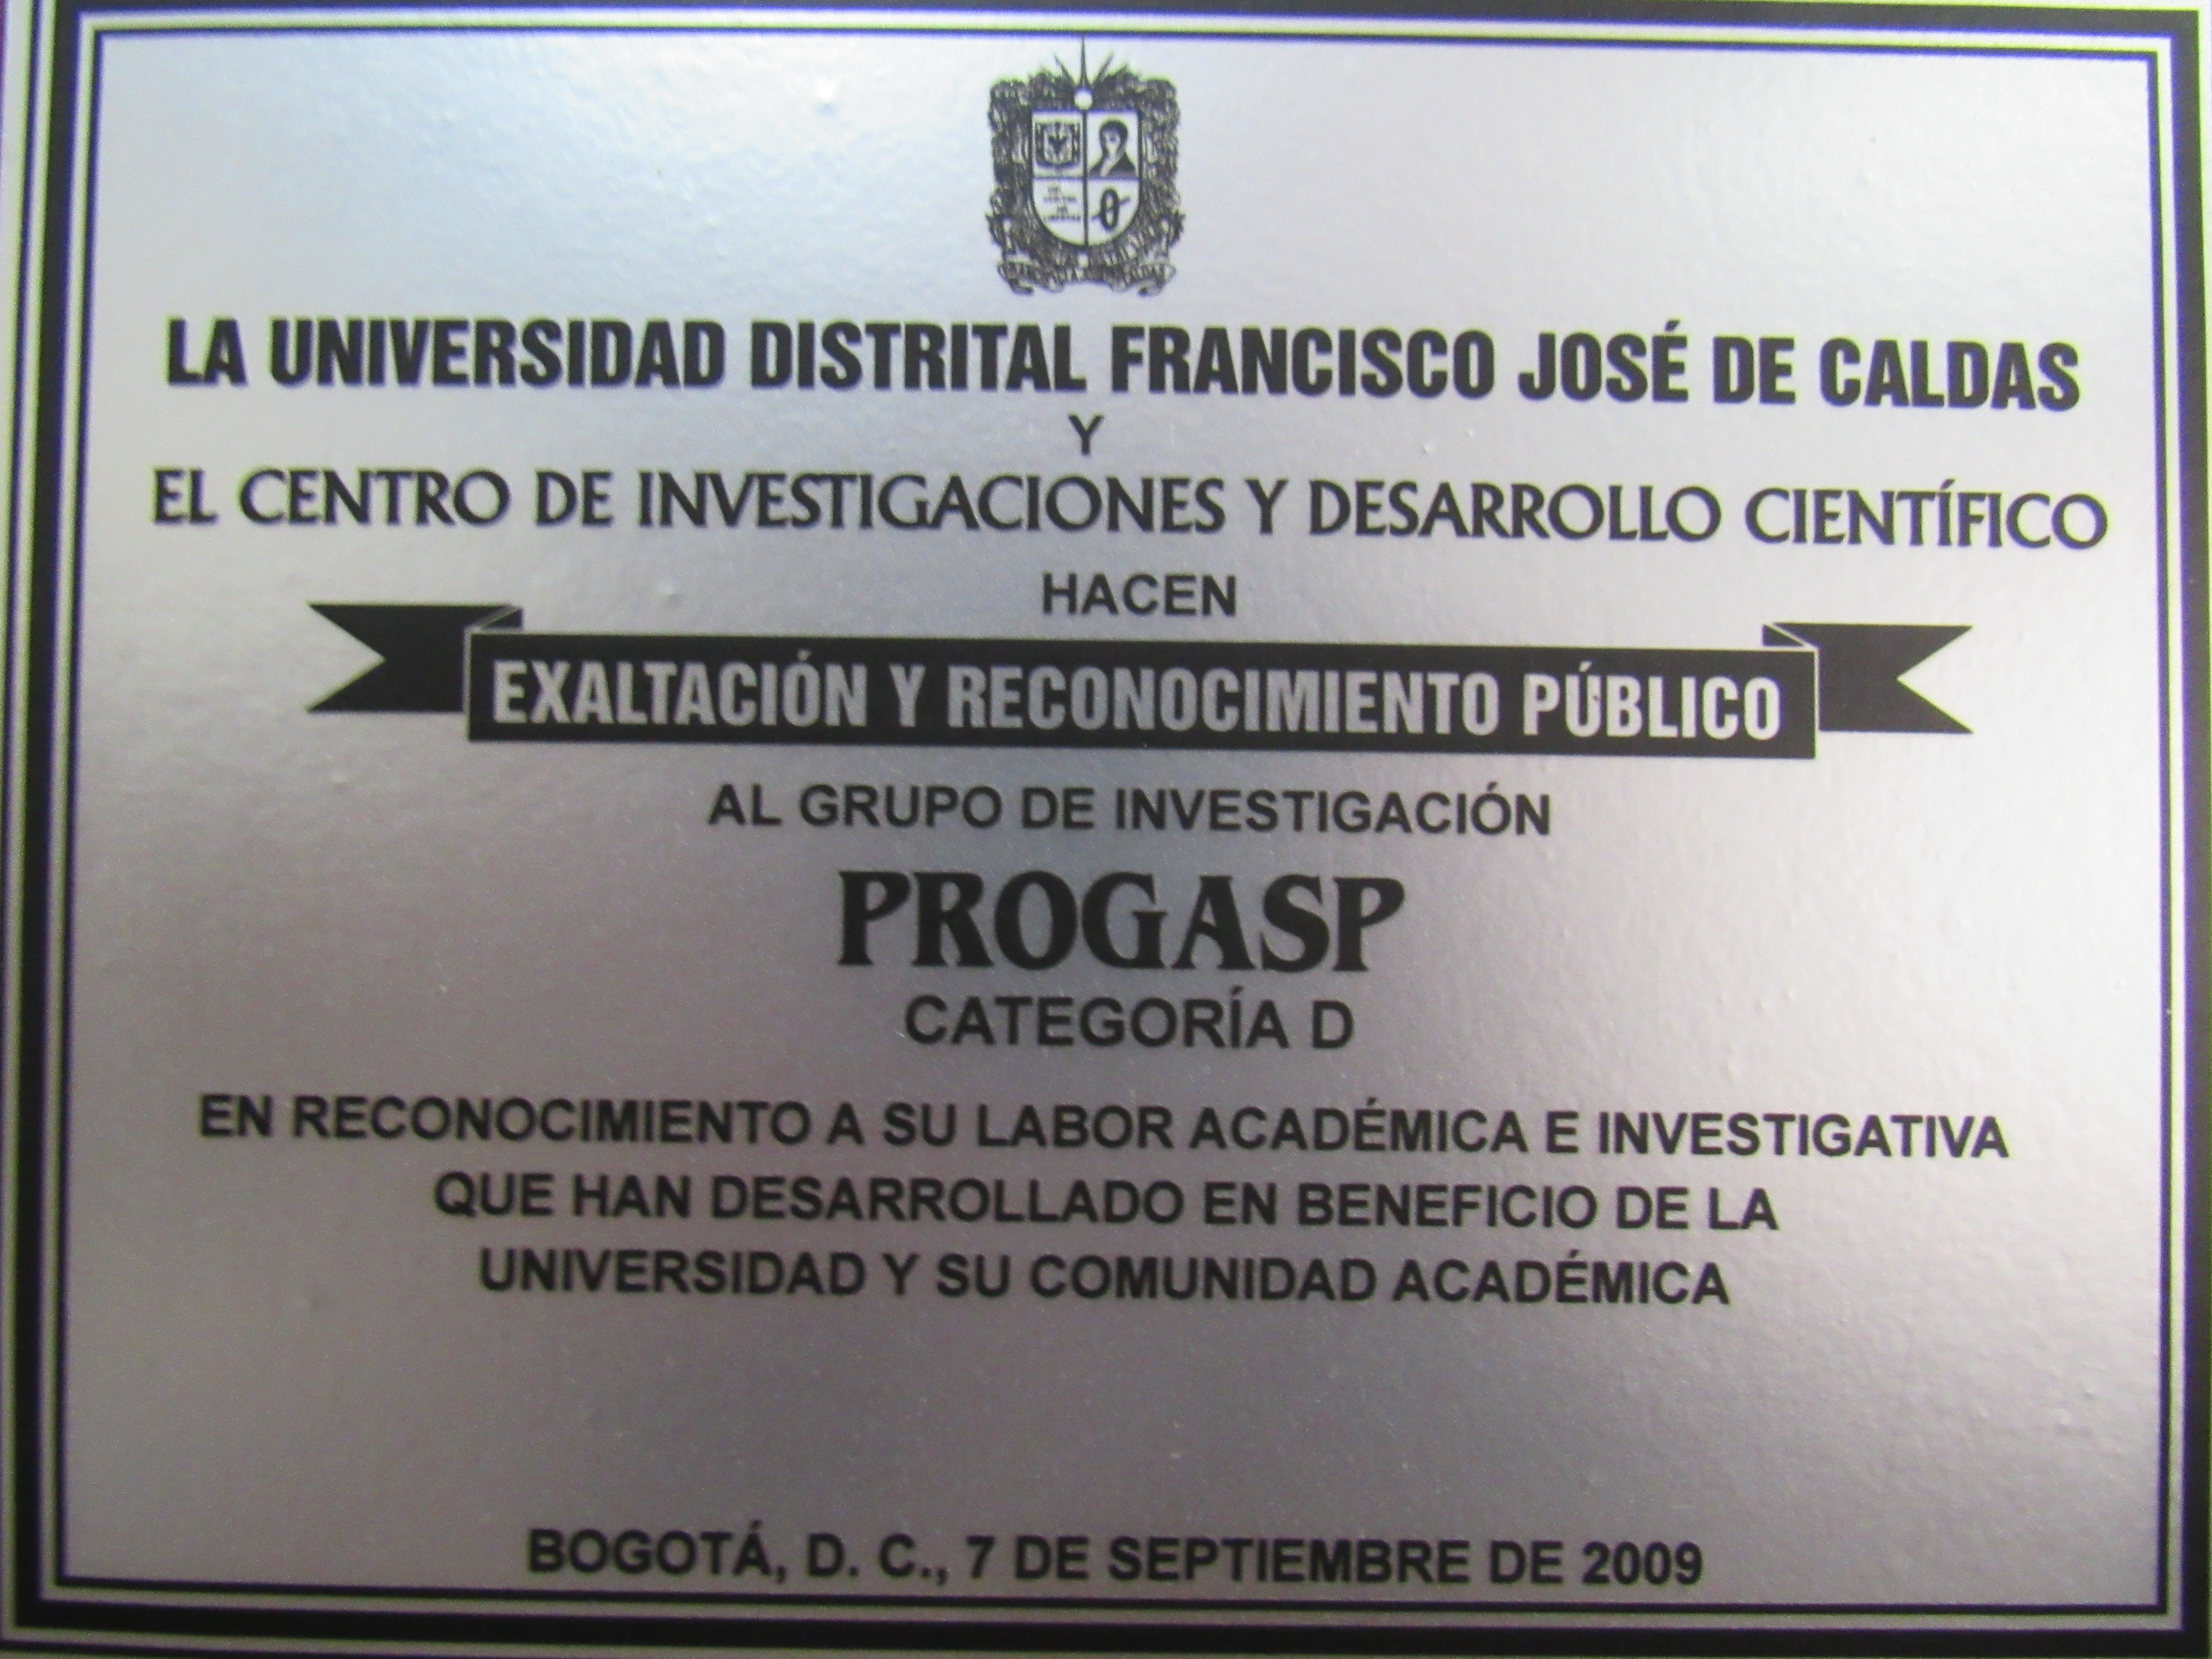 LA UNIVERSIDAD DISTRITAL FRANCISCO JOSÉ DE CALDAS
Y
EL CENTRO DE INVESTIGACIONES Y DESARROLLO CIENTÍFICO
HACEN
EXALTACIÓN Y RECONOCIMIENTO PÚBLICO
AL GRUPO DE INVESTIGACIÓN
PROGASP
CATEGORÍA D
EN RECONOCIMIENTO A SU LABOR ACADÉMICA E INVESTIGATIVA
QUE HAN DESARROLLADO EN BENEFICIO DE LA
UNIVERSIDAD Y SU COMUNIDAD ACADÉMICA
BOGOTÁ, D. C., 7 DE SEPTIEMBRE DE 2009